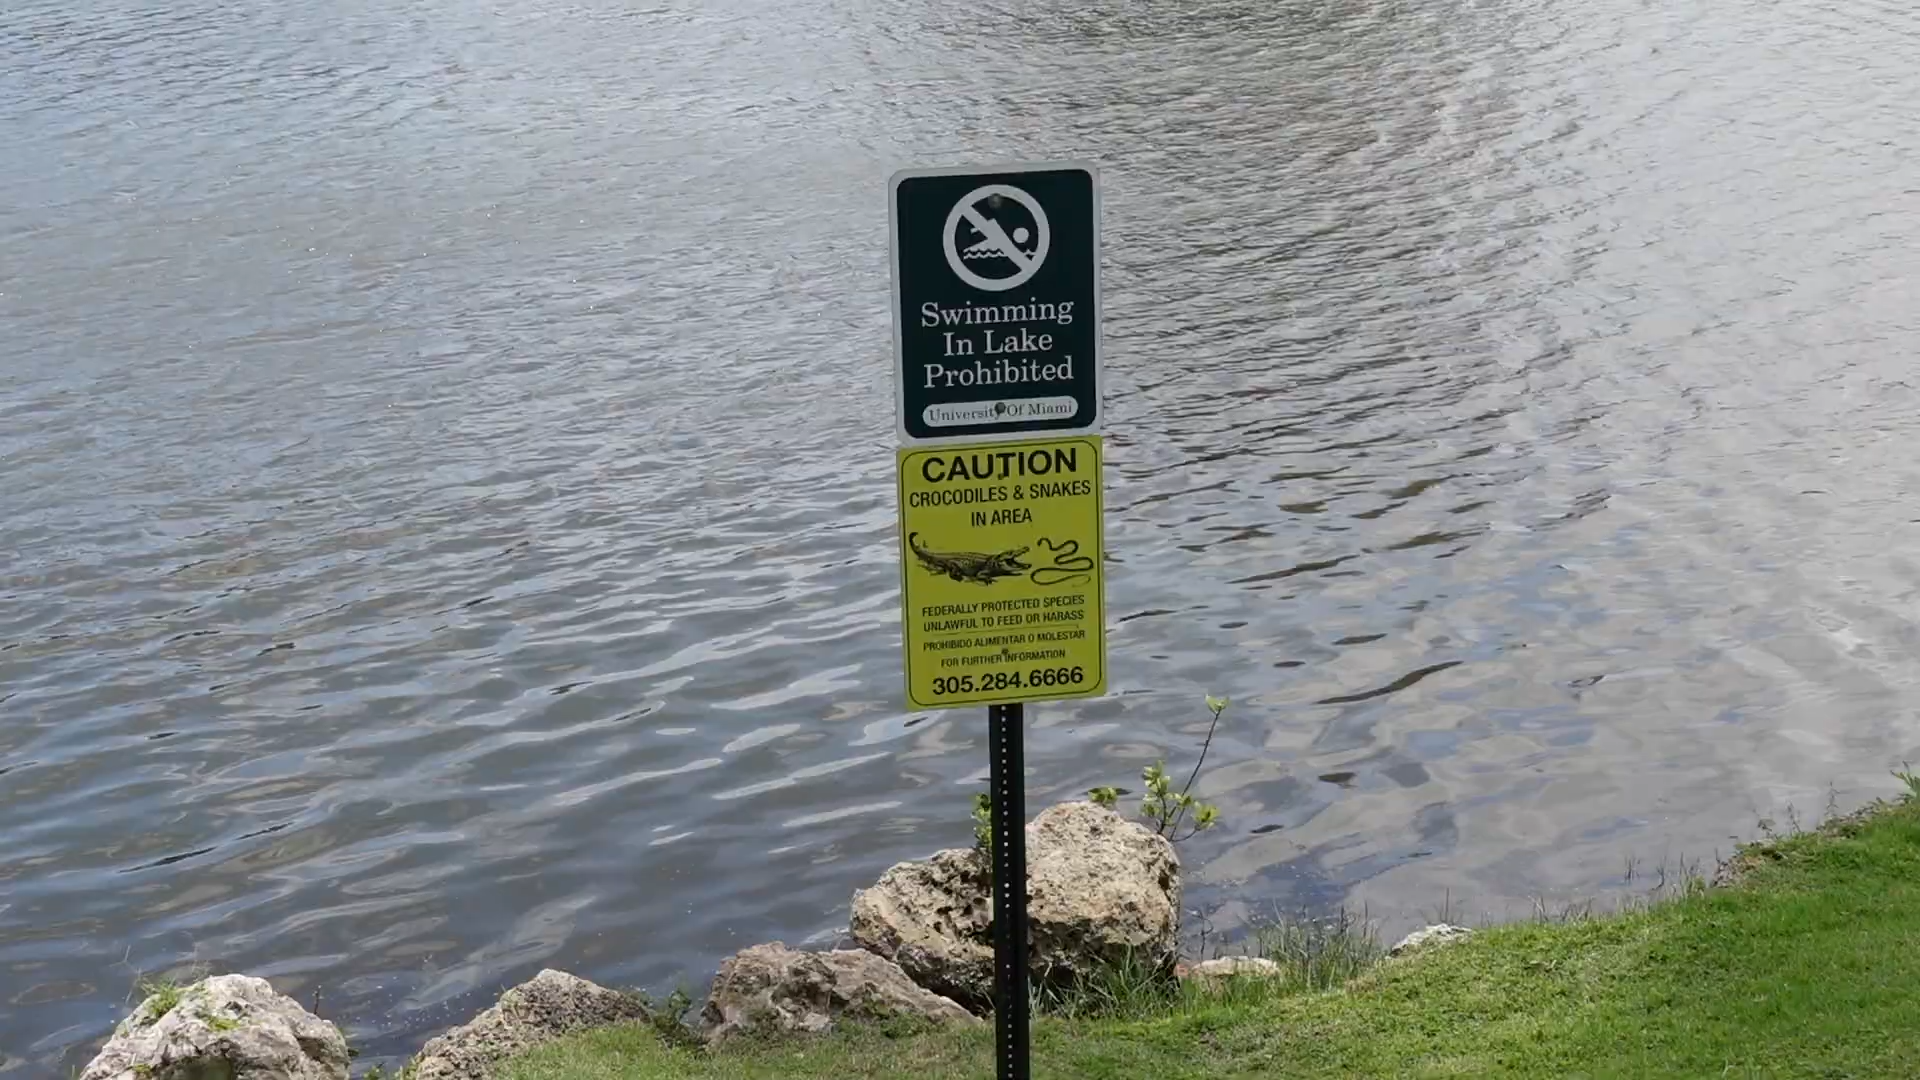 Swimming
In Lake
Prohibited
University Of Miami
CAUTION
CROCODILES & SNAKES
IN AREA
FEDERALLY PROTECTED SPECIES
UNLAWFUL TO FEED OR HARASS
PROHIBIDO ALIMENTAR O MOLESTAR
FOR FURTHER INFORMATION
305.284.6666